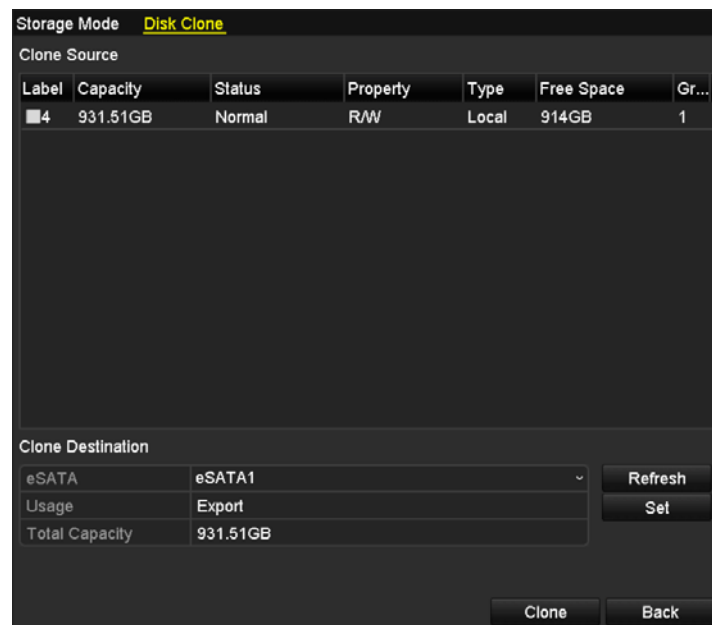 Storage Mode Disk Clone
Clone Source
Label Capacity Status Property Type Free Space Gr...
4 931.51GB Normal R/W Local 914GB 1
Clone Destination
eSATA eSATA1 Refresh
Usage Export Set
Total Capacity 931.51GB
Clone Back